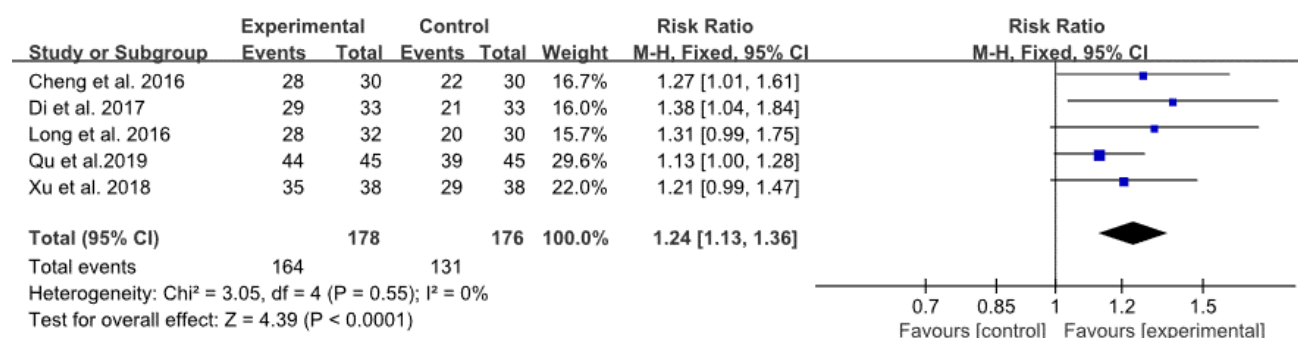 Experimental Control Risk Ratio Risk Ratio
Study or Subgroup Events Total Events Total Weight M-H, Fixed, 95% CI M-H, Fixed, 95% CI
Cheng et al. 2016 28 30 22 30 16.7% 1.27 [1.01, 1.61]
Di et al. 2017 29 33 21 33 16.0% 1.38 [1.04, 1.84]
Long et al. 2016 28 32 20 30 15.7% 1.31 [0.99, 1.75]
Qu et al.2019 44 45 39 45 29.6% 1.13 [1.00, 1.28]
Xu et al. 2018 35 38 29 38 22.0% 1.21 [0.99, 1.47]
Total (95% CI) 178 176 100.0% 1.24 [1.13, 1.36]
Total events 164 131
Heterogeneity: Chi² = 3.05, df = 4 (P = 0.55); I² = 0%
Test for overall effect: Z = 4.39 (P < 0.0001)
0.7 0.85 1 1.2 1.5
Favours [control] Favours [experimental]